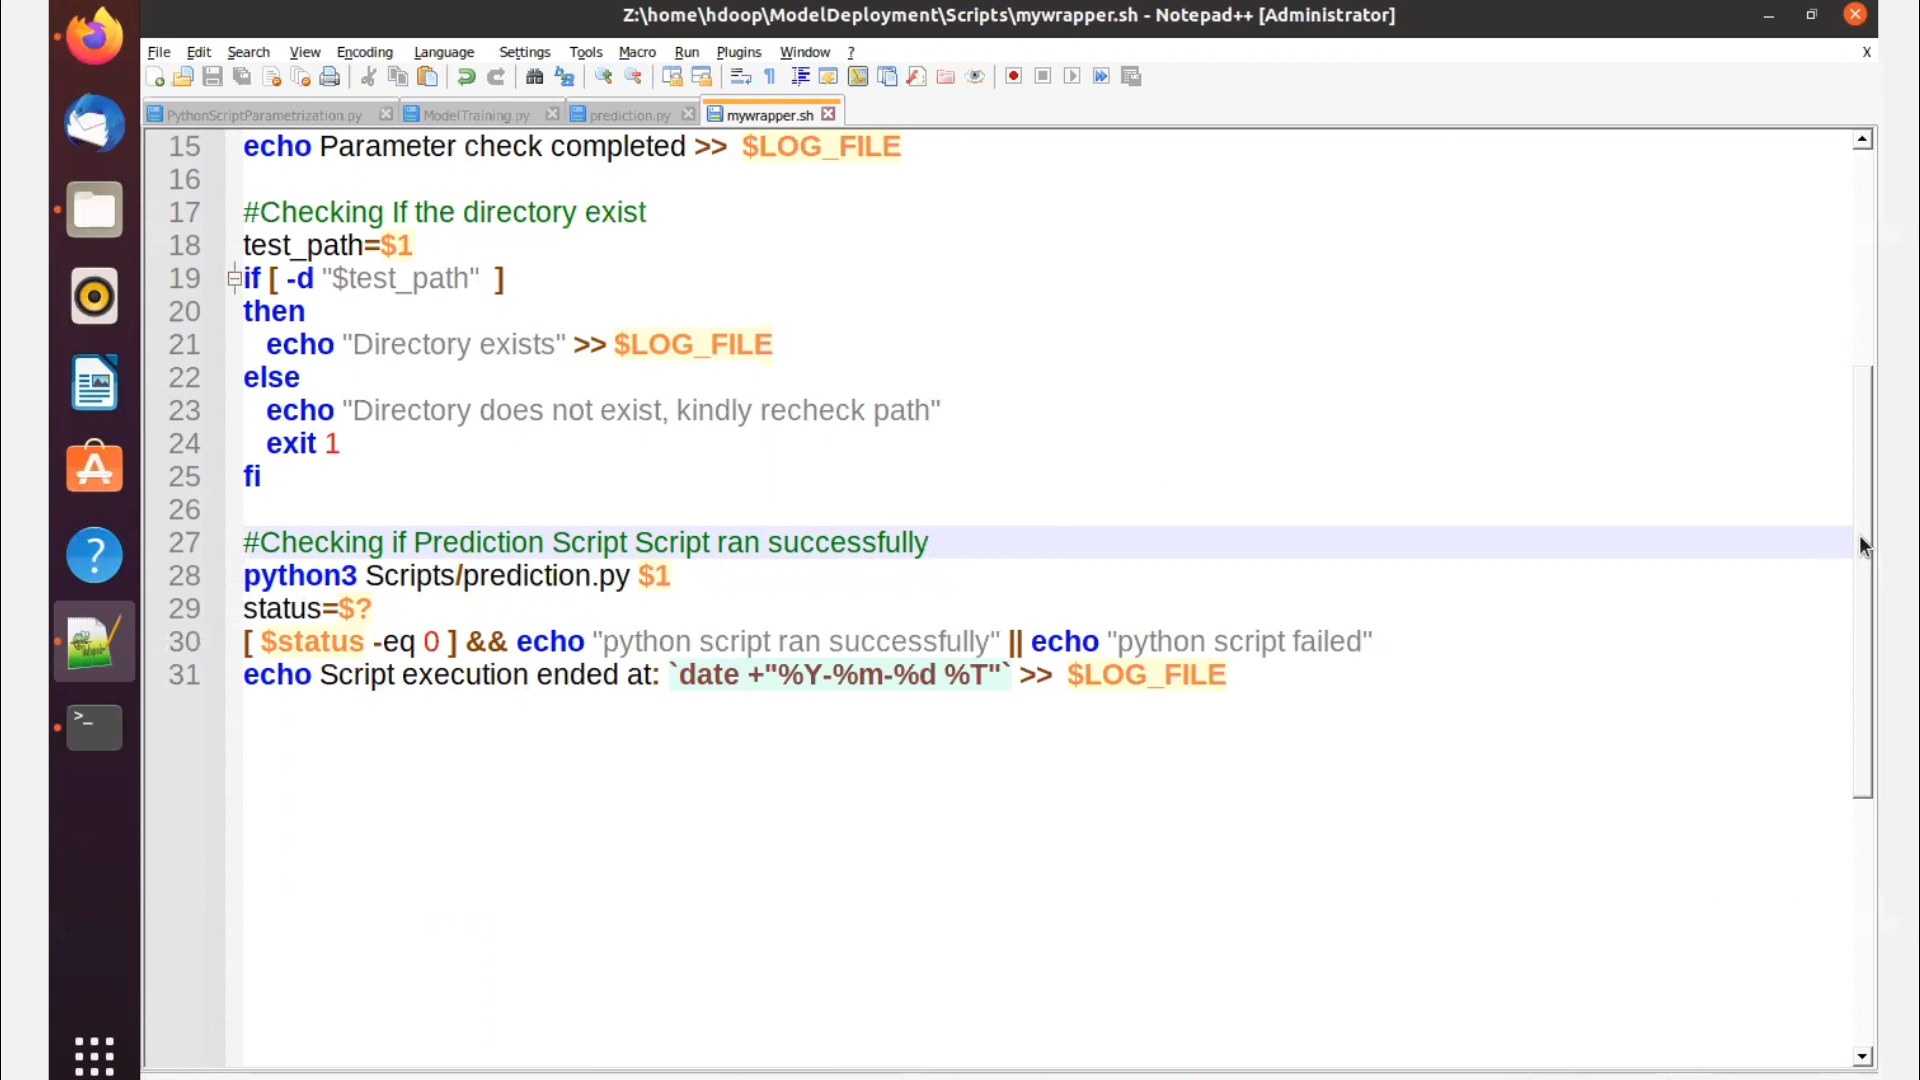 Z:\home\hdoop\ModelDeployment\Scripts\mywrapper.sh - Notepad++ [Administrator]
File Edit Search View Encoding Language Settings Tools Macro Run Plugins Window ? X
PythonScriptParametrization.py ModelTraining.py prediction.py mywrapper.sh
15 echo Parameter check completed >> $LOG_FILE
16
17 #Checking If the directory exist
18 test_path=$1
19 if [ -d "$test_path" ]
20 then
21 echo "Directory exists" >> $LOG_FILE
22 else
23 echo "Directory does not exist, kindly recheck path"
24 exit 1
25 fi
26
27 #Checking if Prediction Script Script ran successfully
28 python3 Scripts/prediction.py $1
29 status=$?
30 [ $status -eq 0 ] && echo "python script ran successfully" || echo "python script failed"
31 echo Script execution ended at: `date +"%Y-%m-%d %T"` >> $LOG_FILE